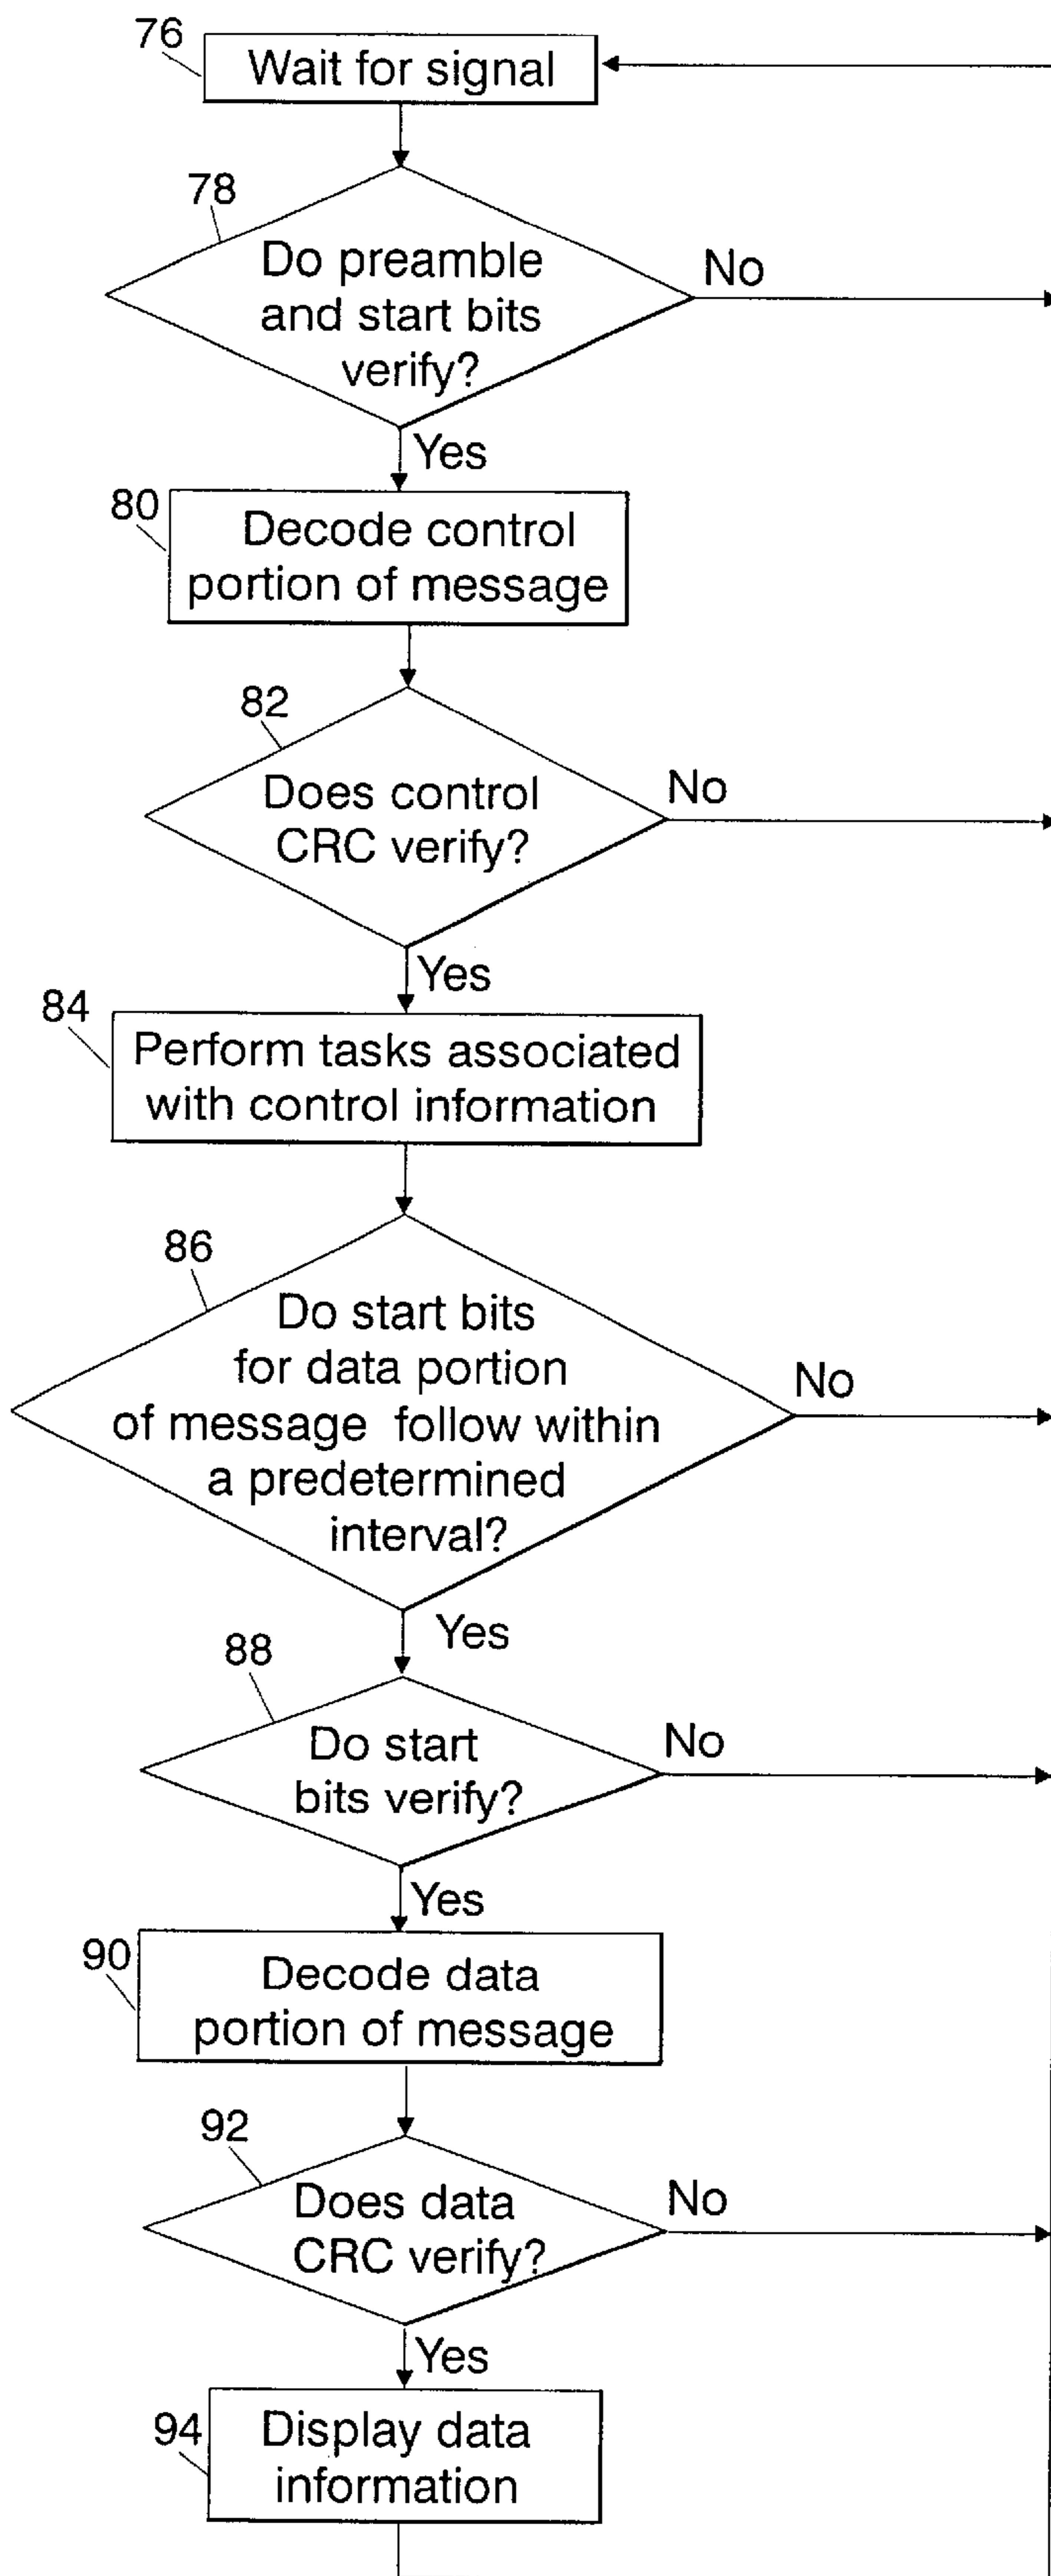 76
Wait for signal
78
Do preamble
and start bits
verify?
No
Yes
80
Decode control
portion of message
82
Does control
CRC verify?
No
Yes
84
Perform tasks associated
with control information
86
Do start bits
for data portion
of message follow within
a predetermined
interval?
No
Yes
88
Do start
bits verify?
No
Yes
90
Decode data
portion of message
92
Does data
CRC verify?
No
Yes
94
Display data
information